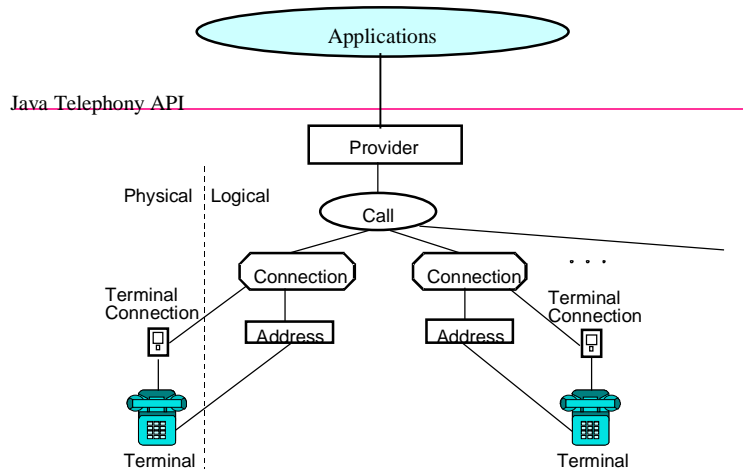 Applications
Java Telephony API
Provider
Physical
Logical
Call
Connection
Connection
. . .
Terminal
Connection
Terminal
Connection
Address
Address
Terminal
Terminal